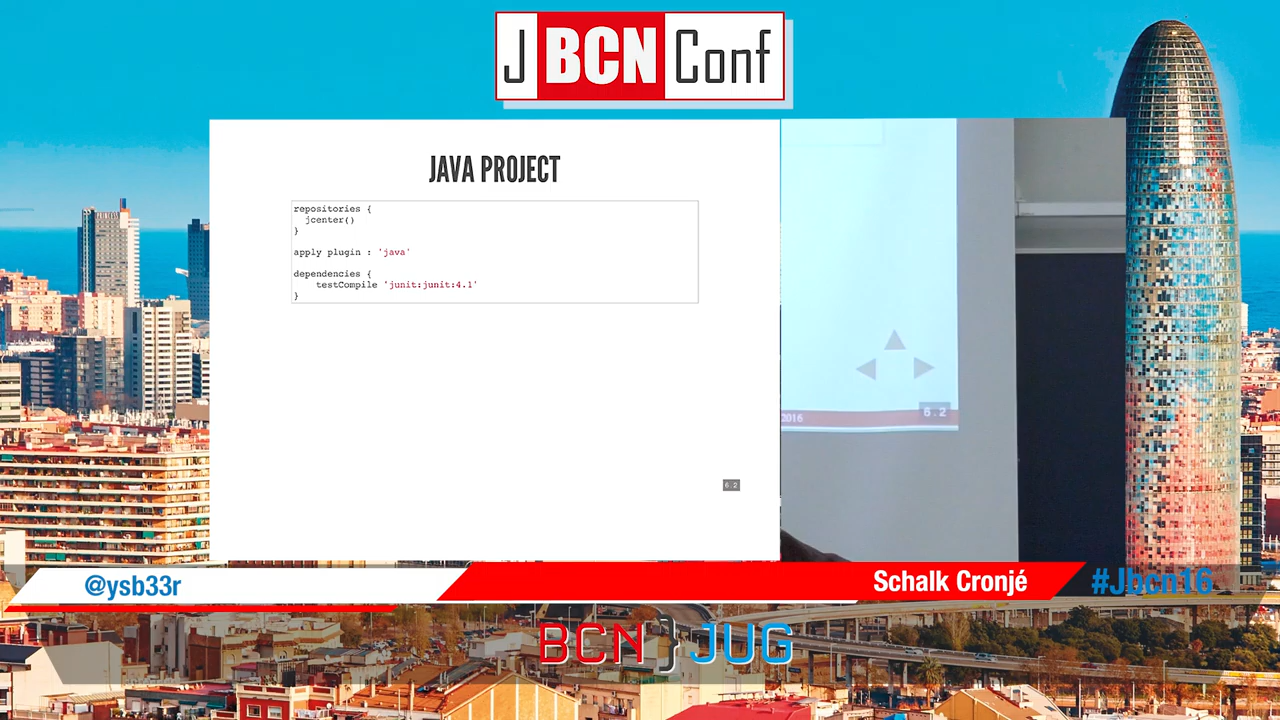 J BCN Conf
JAVA PROJECT
repositories {
  jcenter()
}
apply plugin : 'java'
dependencies {
    testCompile 'junit:junit:4.1'
}
6.2
2016
6.2
@ysb33r
Schalk Cronjé
#Jbcn16
BCN}JUG